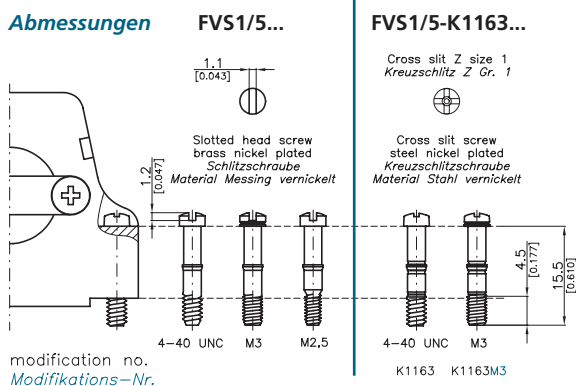 Abmessungen
FVS1/5...
FVS1/5-K1163...
1.1
[0.043]
Slotted head screw
brass nickel plated
Schlitzschraube
Material Messing vernickelt
Cross slit Z size 1
Kreuzschlitz Z Gr. 1
Cross slit screw
steel nickel plated
Kreuzschlitzschraube
Material Stahl vernickelt
1.2
[0.047]
4.5
[0.177]
15.5
[0.610]
4-40 UNC M3 M2,5
4-40 UNC M3
modification no.
Modifikations-Nr.
K1163 K1163M3